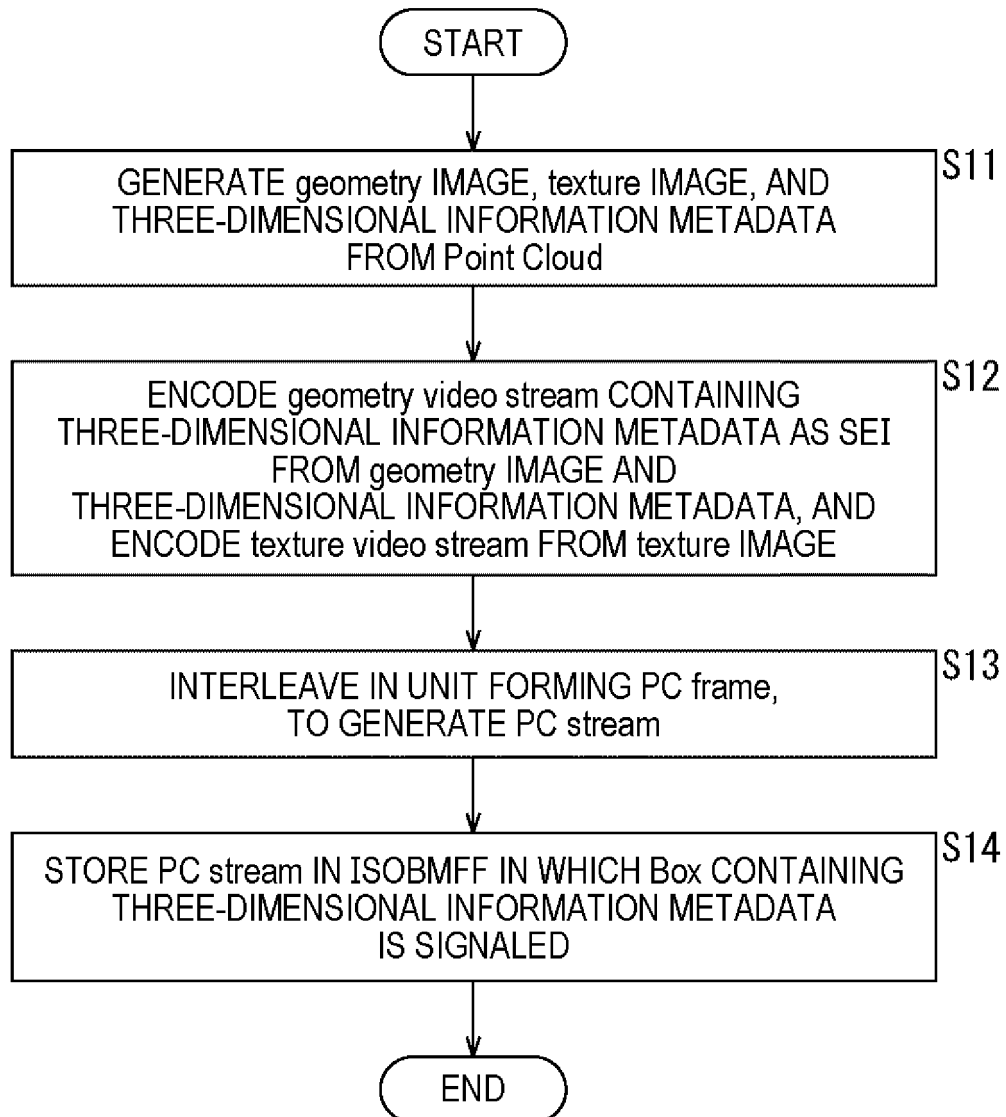 START
S11
GENERATE geometry IMAGE, texture IMAGE, AND
THREE-DIMENSIONAL INFORMATION METADATA
FROM Point Cloud
S12
ENCODE geometry video stream CONTAINING
THREE-DIMENSIONAL INFORMATION METADATA AS SEI
FROM geometry IMAGE AND
THREE-DIMENSIONAL INFORMATION METADATA, AND
ENCODE texture video stream FROM texture IMAGE
S13
INTERLEAVE IN UNIT FORMING PC frame,
TO GENERATE PC stream
S14
STORE PC stream IN ISOBMFF IN WHICH Box CONTAINING
THREE-DIMENSIONAL INFORMATION METADATA
IS SIGNALED
END